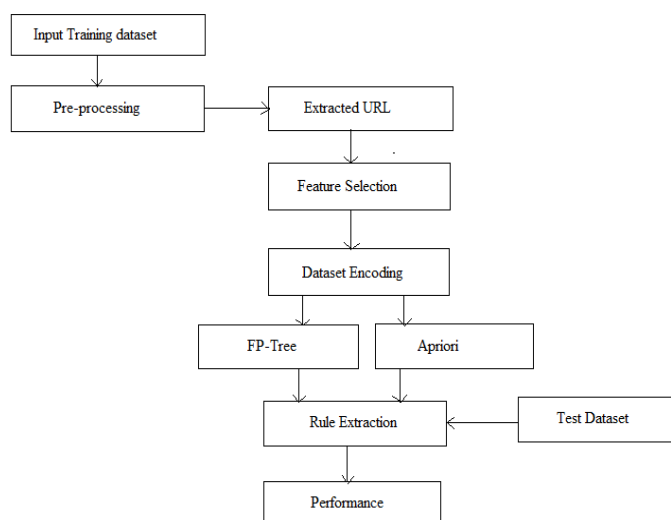 Input Training dataset
Pre-processing
Extracted URL
Feature Selection
Dataset Encoding
FP-Tree
Apriori
Rule Extraction
Test Dataset
Performance